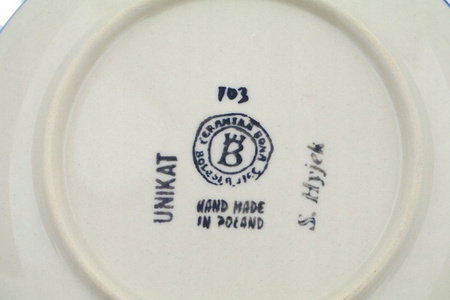 103
CERAMIKA BONA
B
UNIKAT
HAND MADE
IN POLAND
S. Hyjek